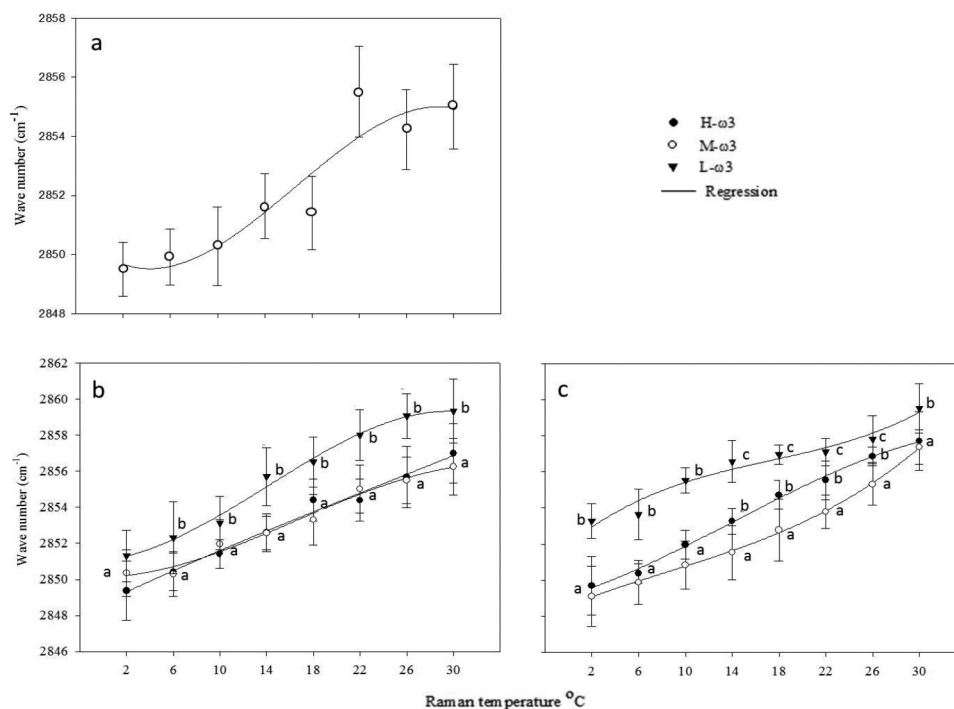 2858
a
2856
2854
2852
2850
2848
Wave number (cm⁻¹)
2 6 10 14 18 22 26 30
H-ω3
M-ω3
L-ω3
Regression
2862
b
2860
2858
2856
2854
2852
2850
2848
2846
Wave number (cm⁻¹)
a b b b b b b b b
a a a a a a a
2 6 10 14 18 22 26 30
c
b b b c c c c b
a a a b b b b a
a a a a
2 6 10 14 18 22 26 30
Raman temperature °C